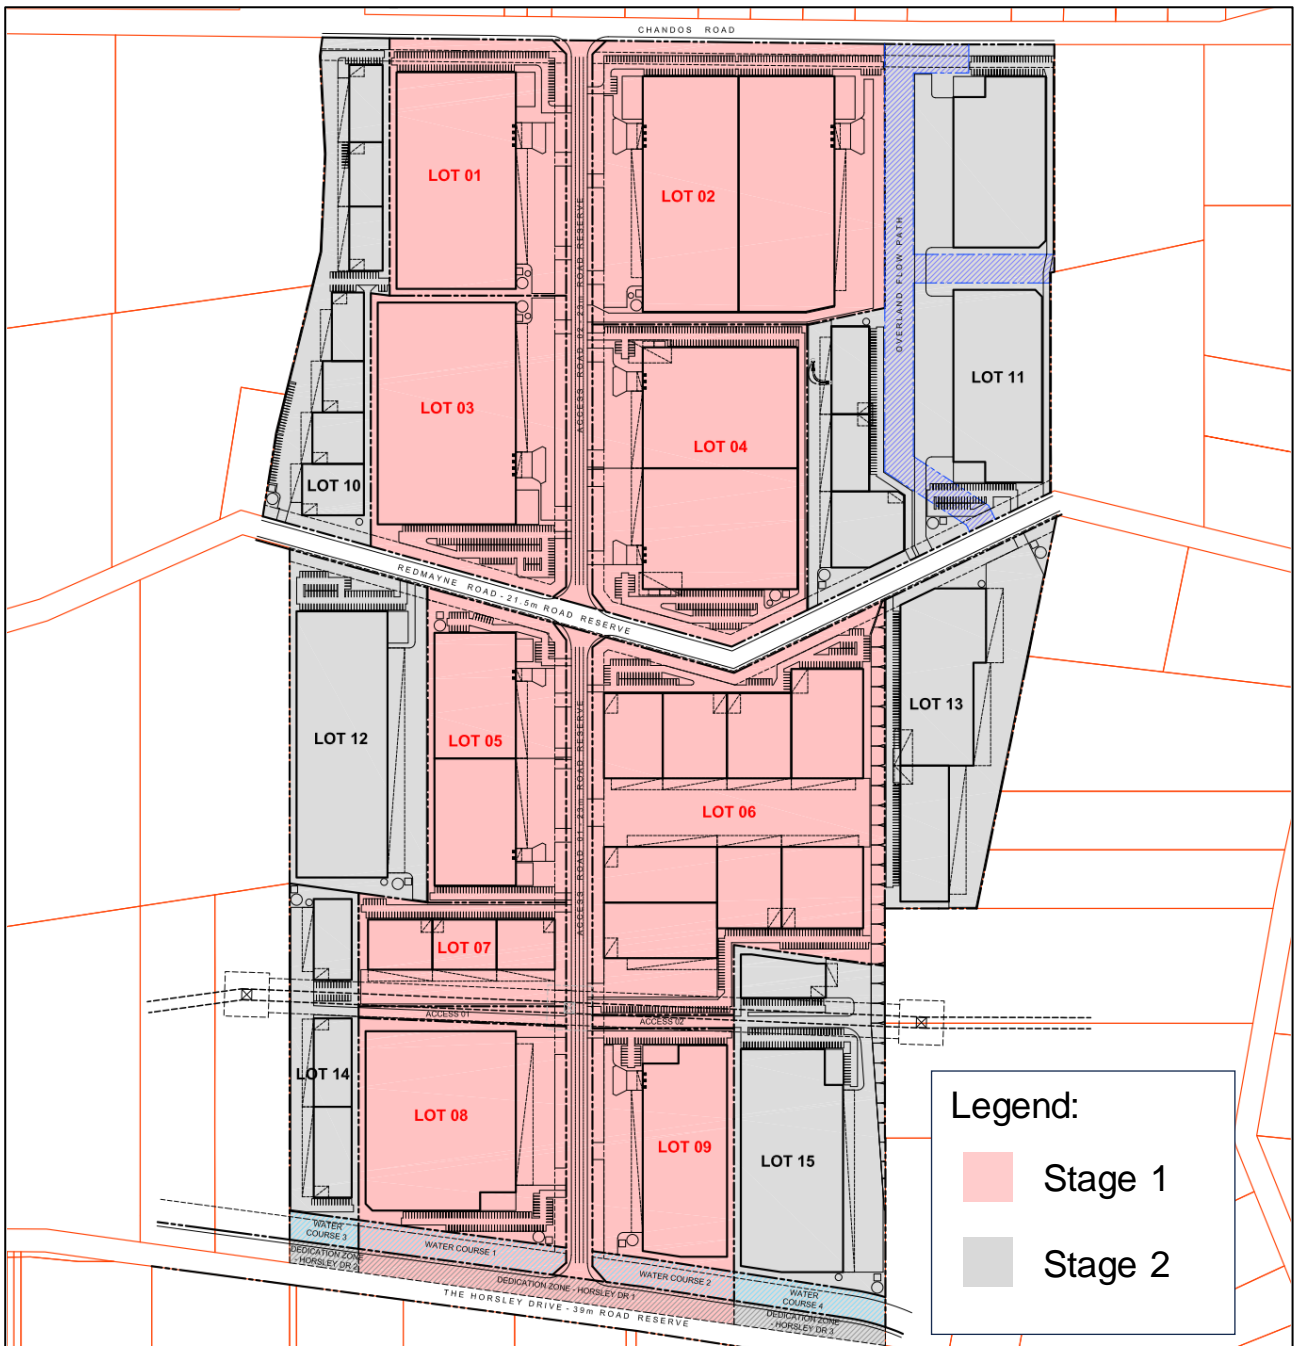 CHANDOS ROAD
LOT 01
LOT 02
ACCESS ROAD 02 - 23m ROAD RESERVE
OVERLAND FLOW PATH
LOT 11
LOT 03
LOT 04
LOT 10
REDMAYNE ROAD - 21.5m ROAD RESERVE
LOT 12
LOT 05
LOT 13
ACCESS ROAD 01 - 23m ROAD RESERVE
LOT 06
LOT 07
ACCESS 01
ACCESS 02
LOT 14
LOT 08
LOT 09
LOT 15
Legend:
Stage 1
Stage 2
WATER
COURSE 3
WATER COURSE 1
WATER COURSE 2
WATER
COURSE 4
DEDICATION ZONE
- HORSLEY DR 2
DEDICATION ZONE - HORSLEY DR 1
DEDICATION ZONE
- HORSLEY DR 3
THE HORSLEY DRIVE - 39m ROAD RESERVE